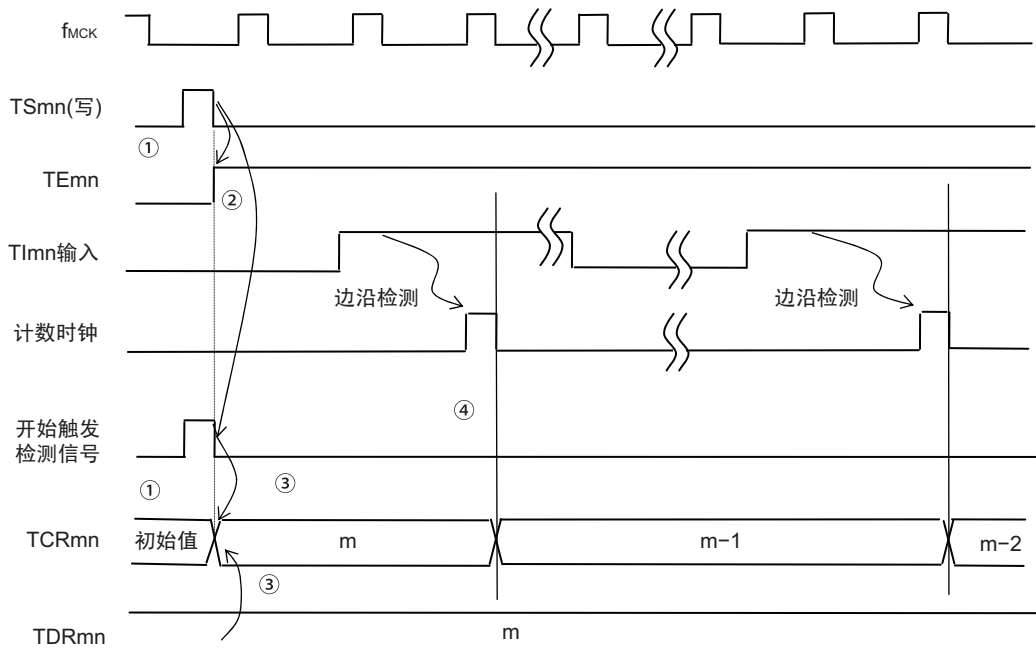 fMCK
TSmn(写)
①
TEmn
②
TImn输入
边沿检测
边沿检测
计数时钟
④
开始触发
检测信号
①
③
TCRmn
初始值
m
m−1
m−2
③
TDRmn
m